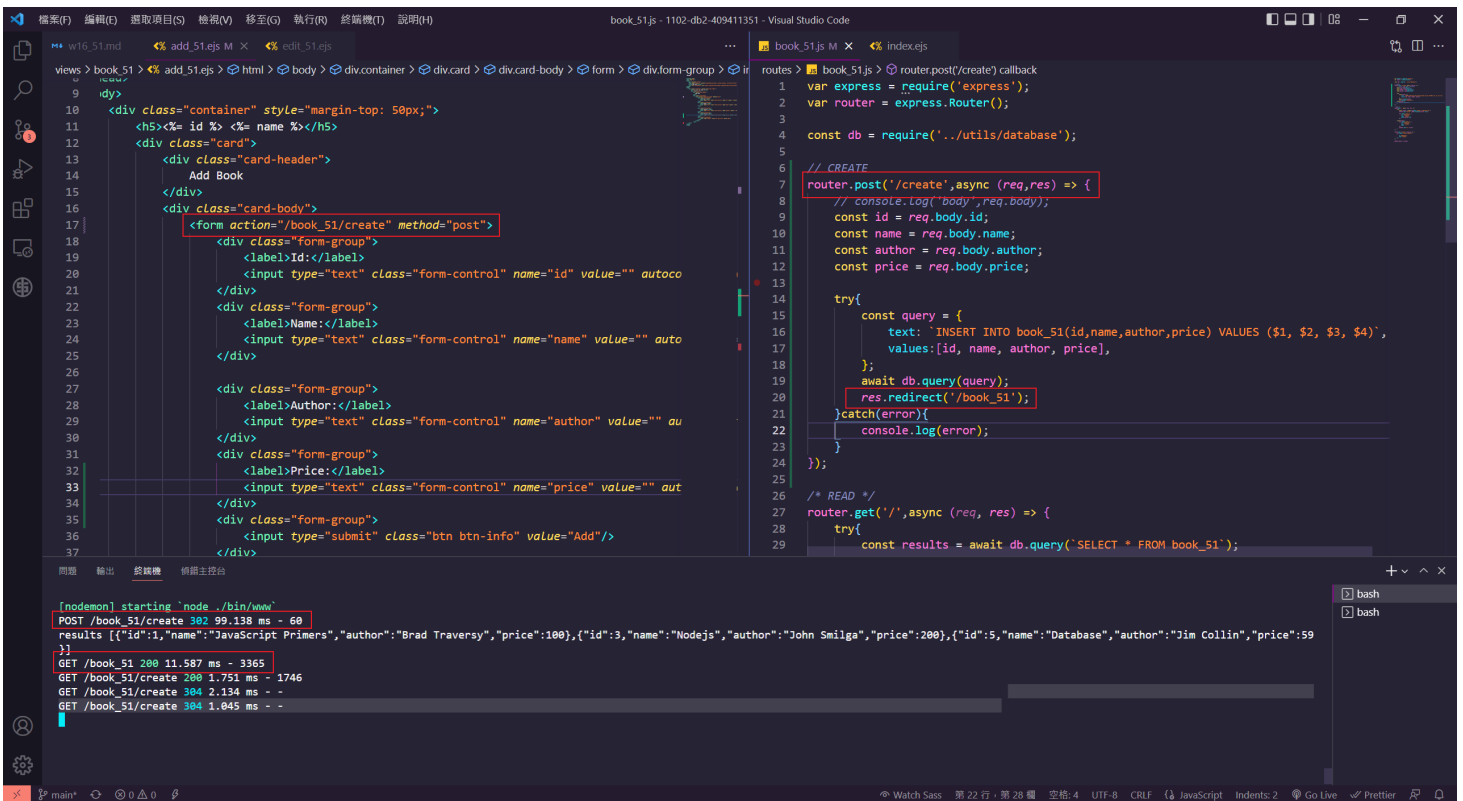 檔案(F) 編輯(E) 選取項目(S) 檢視(V) 移至(G) 執行(R) 終端機(T) 說明(H)
book_51.js - 1102-db2-409411351 - Visual Studio Code
w16_51.md
add_51.ejs M
edit_51.ejs
views > book_51 > add_51.ejs > html > body > div.container > div.card > div.card-body > form > div.form-group >
9 dy>
10 <div class="container" style="margin-top: 50px;">
11 <h5><%= id %> <%= name %></h5>
12 <div class="card">
13 <div class="card-header">
14 Add Book
15 </div>
16 <div class="card-body">
17 <form action="/book_51/create" method="post">
18 <div class="form-group">
19 <label>Id:</label>
20 <input type="text" class="form-control" name="id" value="" autoco
21 </div>
22 <div class="form-group">
23 <label>Name:</label>
24 <input type="text" class="form-control" name="name" value="" auto
25 </div>
26
27 <div class="form-group">
28 <label>Author:</label>
29 <input type="text" class="form-control" name="author" value="" au
30 </div>
31 <div class="form-group">
32 <label>Price:</label>
33 <input type="text" class="form-control" name="price" value="" aut
34 </div>
35 <div class="form-group">
36 <input type="submit" class="btn btn-info" value="Add"/>
37 </div>
book_51.js M
index.ejs
routes > book_51.js > router.post('/create') callback
1 var express = require('express');
2 var router = express.Router();
3
4 const db = require('../utils/database');
5
6 // CREATE
7 router.post('/create',async (req,res) => {
8 // console.log('body',req.body);
9 const id = req.body.id;
10 const name = req.body.name;
11 const author = req.body.author;
12 const price = req.body.price;
13
14 try{
15 const query = {
16 text: `INSERT INTO book_51(id,name,author,price) VALUES ($1, $2, $3, $4)`,
17 values:[id, name, author, price],
18 };
19 await db.query(query);
20 res.redirect('/book_51');
21 }catch(error){
22 console.log(error);
23 }
24 });
25
26 /* READ */
27 router.get('/',async (req, res) => {
28 try{
29 const results = await db.query(`SELECT * FROM book_51`);
問題 輸出 終端機 偵錯主控台
[nodemon] starting `node ./bin/www`
POST /book_51/create 302 99.138 ms - 60
results [{"id":1,"name":"JavaScript Primers","author":"Brad Traversy","price":100},{"id":3,"name":"Nodejs","author":"John Smilga","price":200},{"id":5,"name":"Database","author":"Jim Collin","price":59
}]
GET /book_51 200 11.587 ms - 3365
GET /book_51/create 200 1.751 ms - 1746
GET /book_51/create 304 2.134 ms - -
GET /book_51/create 304 1.045 ms - -
bash
bash
3
main* 0 0 Watch Sass 第 22 行,第 28 欄 空格: 4 UTF-8 CRLF JavaScript Indents: 2 Go Live Prettier